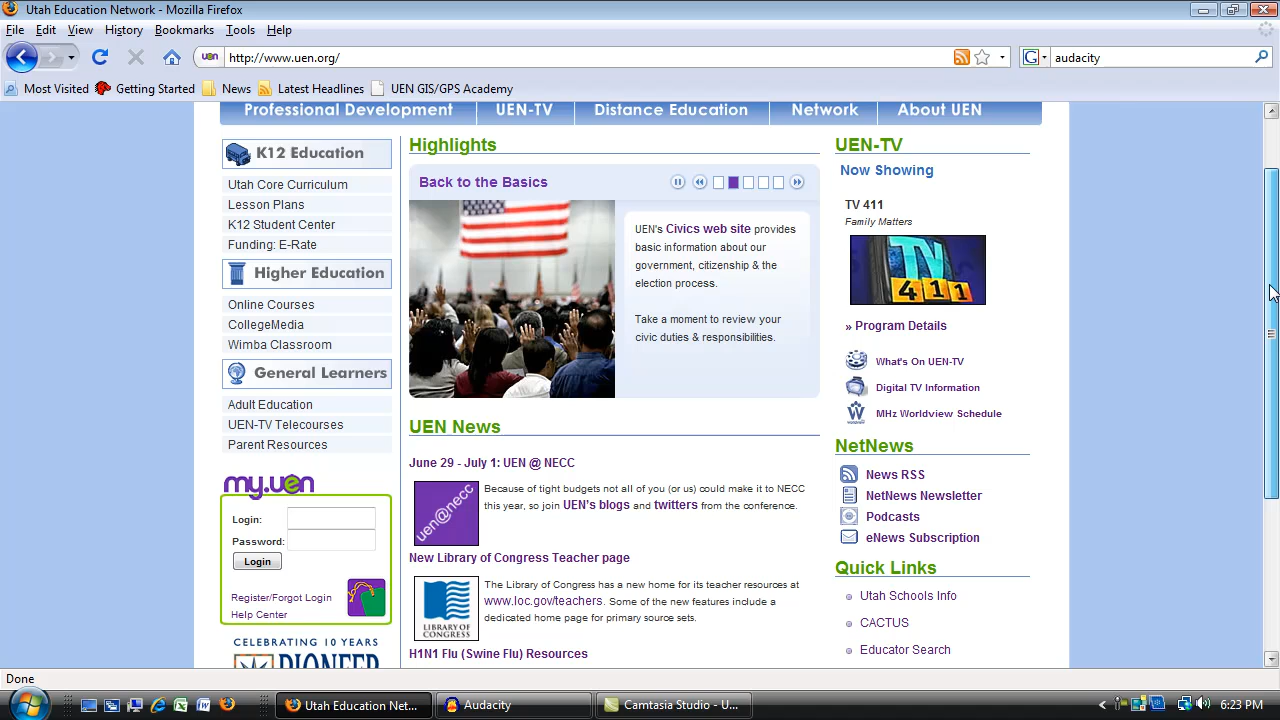 Utah Education Network - Mozilla Firefox
File Edit View History Bookmarks Tools Help
uen http://www.uen.org/ G audacity
Most Visited Getting Started News Latest Headlines UEN GIS/GPS Academy
Professional Development UEN-TV Distance Education Network About UEN
K12 Education
Utah Core Curriculum
Lesson Plans
K12 Student Center
Funding: E-Rate
Higher Education
Online Courses
CollegeMedia
Wimba Classroom
General Learners
Adult Education
UEN-TV Telecourses
Parent Resources
my.uen
Login:
Password:
Login
Register/Forgot Login
Help Center
CELEBRATING 10 YEARS
PIONEER
Highlights
Back to the Basics
UEN's Civics web site provides
basic information about our
government, citizenship & the
election process.
Take a moment to review your
civic duties & responsibilities.
UEN News
June 29 - July 1: UEN @ NECC
uen@necc
Because of tight budgets not all of you (or us) could make it to NECC
this year, so join UEN's blogs and twitters from the conference.
New Library of Congress Teacher page
LIBRARY OF
CONGRESS
The Library of Congress has a new home for its teacher resources at
www.loc.gov/teachers. Some of the new features include a
dedicated home page for primary source sets.
H1N1 Flu (Swine Flu) Resources
UEN-TV
Now Showing
TV 411
Family Matters
TV
411
» Program Details
What's On UEN-TV
Digital TV Information
MHz Worldview Schedule
NetNews
News RSS
NetNews Newsletter
Podcasts
eNews Subscription
Quick Links
Utah Schools Info
CACTUS
Educator Search
Done
Utah Education Net... Audacity Camtasia Studio - U... 6:23 PM